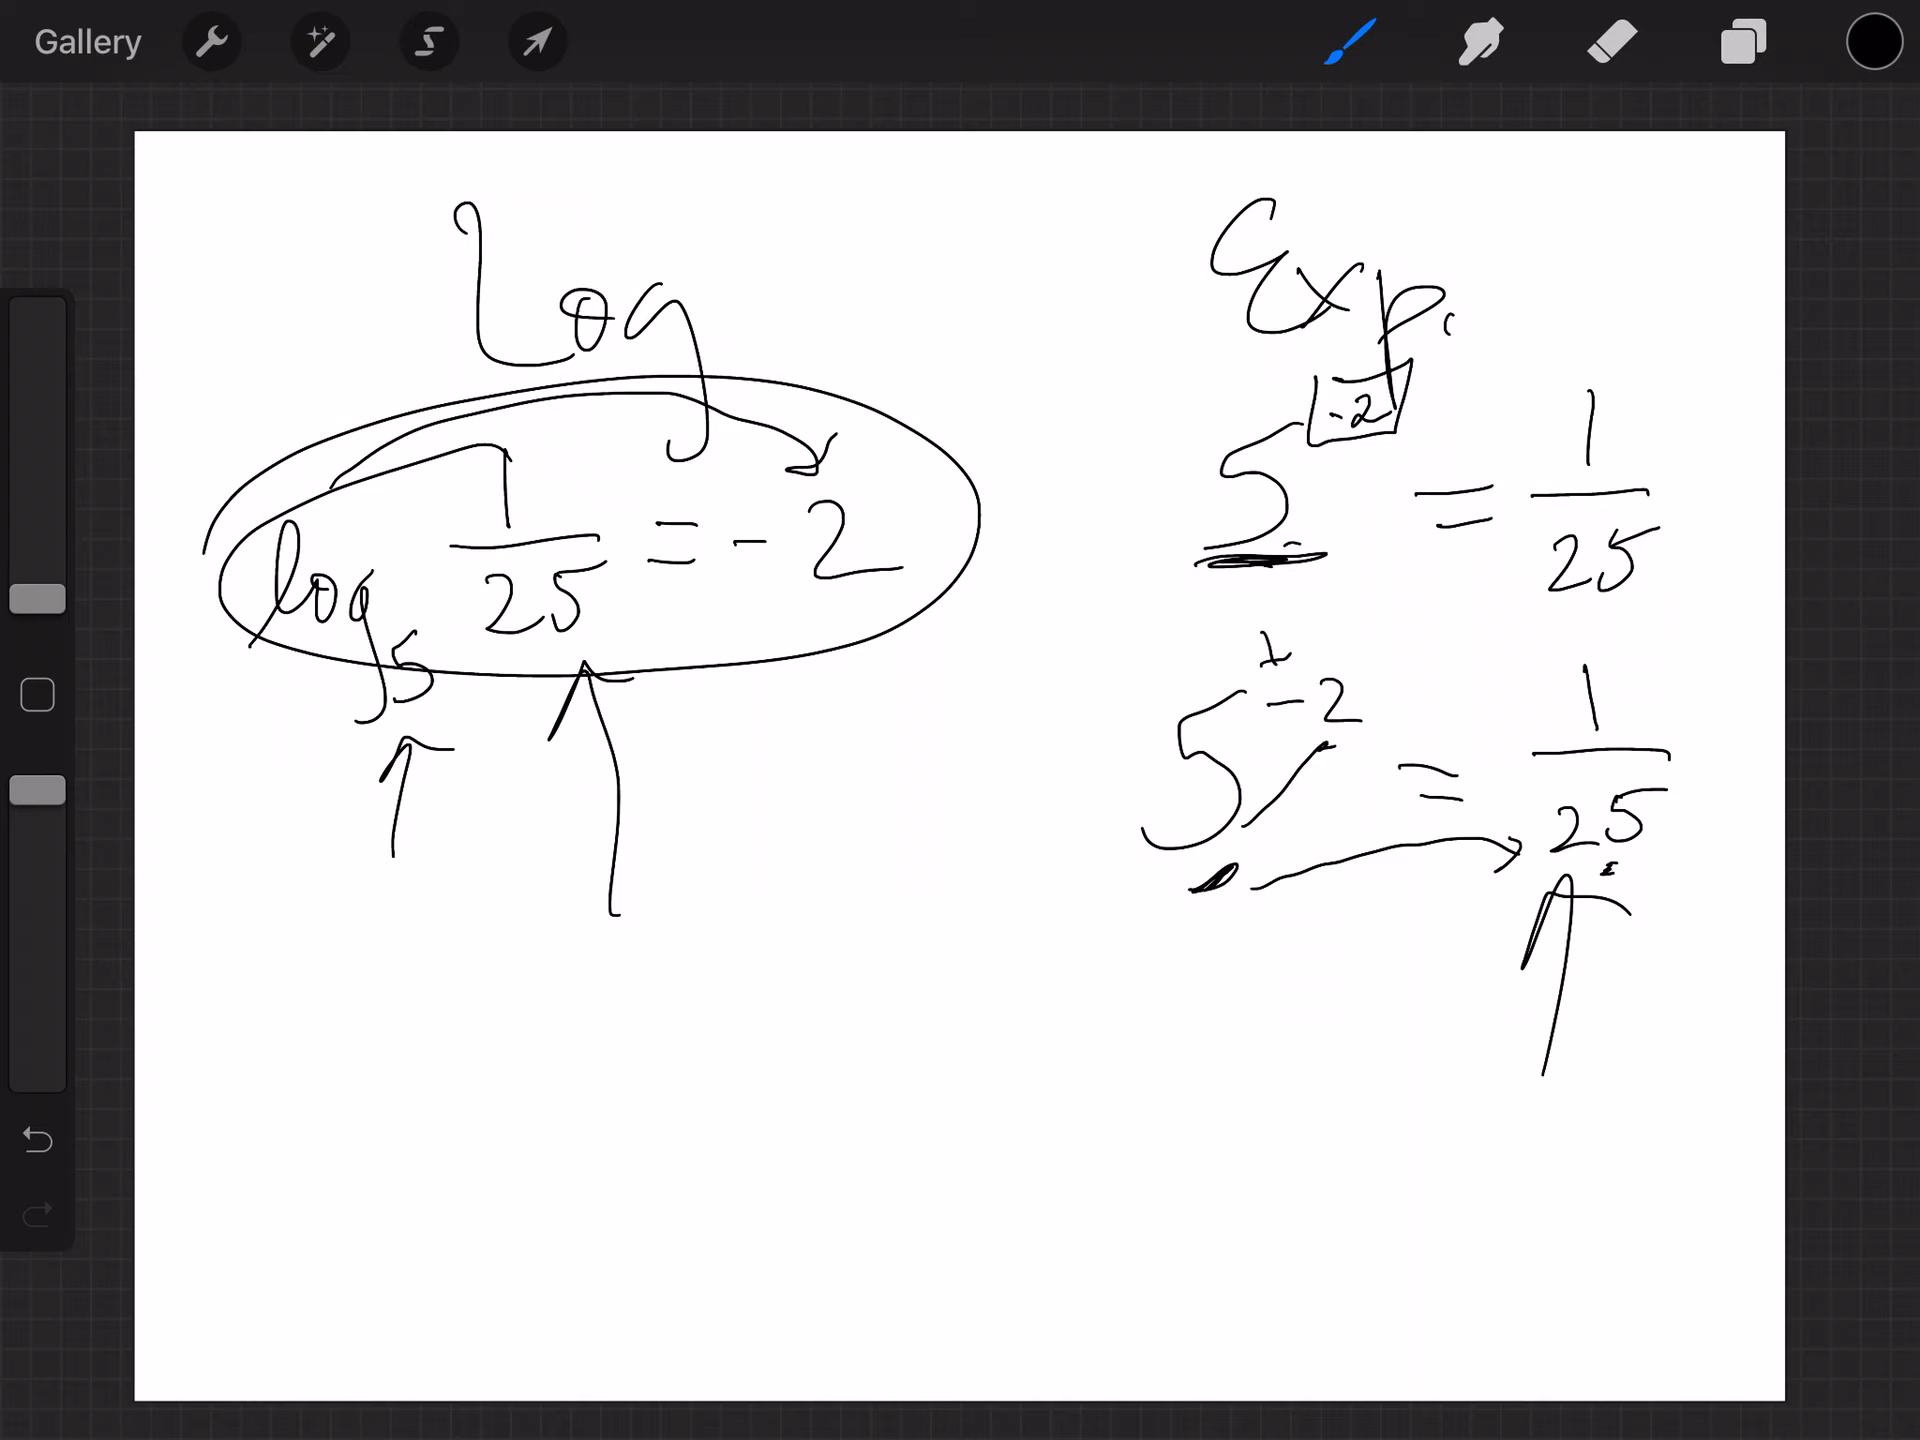 Gallery
Log
Exp.
log₅ 1/25 = -2
5⁻² = 1/25
5⁻² = 1/25